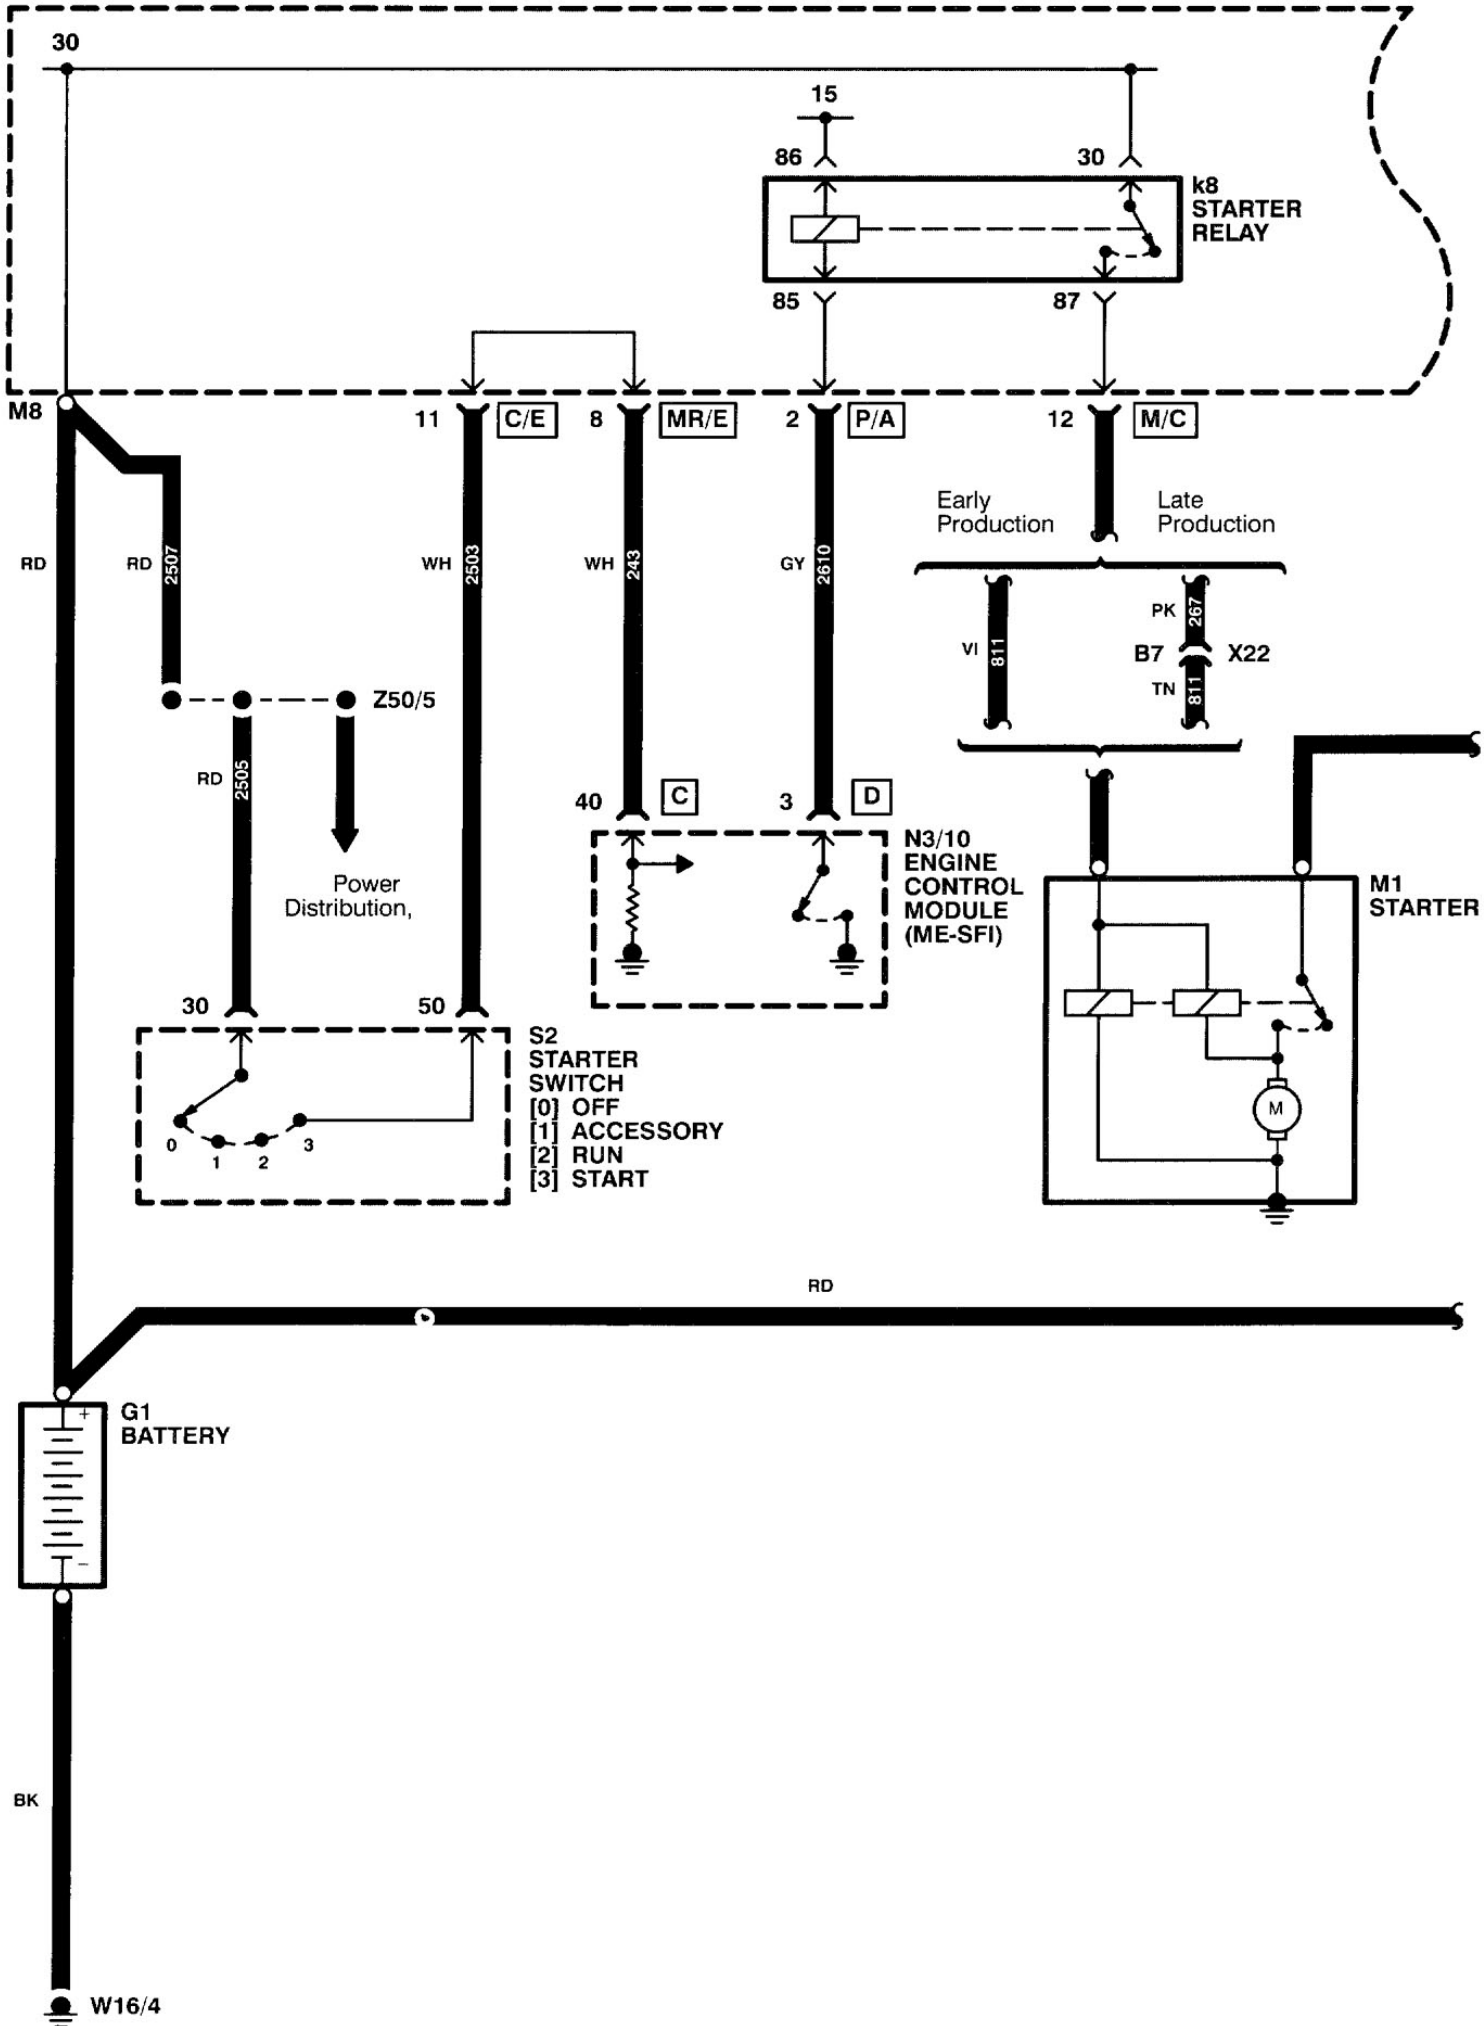 30
15
86
30
k8
STARTER
RELAY
85
87
M8
11
C/E
8
MR/E
2
P/A
12
M/C
Early
Production
Late
Production
RD
RD
2507
WH
2503
WH
243
GY
2610
PK
267
VI
811
B7
X22
TN
811
Z50/5
RD
2505
40
C
3
D
N3/10
ENGINE
CONTROL
MODULE
(ME-SFI)
Power
Distribution,
M1
STARTER
30
50
S2
STARTER
SWITCH
[0] OFF
[1] ACCESSORY
[2] RUN
[3] START
0
1
2
3
M
RD
G1
BATTERY
+
–
BK
W16/4